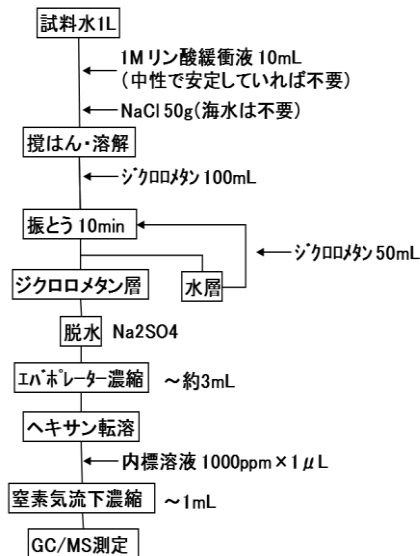 試料水1L
1M リン酸緩衝液 10mL
(中性で安定していれば不要)
NaCl 50g(海水は不要)
撹はん・溶解
ｼﾞｸﾛﾛﾒﾀﾝ 100mL
振とう 10min
ｼﾞｸﾛﾛﾒﾀﾝ 50mL
ジクロロメタン層
水層
脱水 Na2SO4
ｴﾊﾞﾎﾟﾚｰﾀｰ濃縮 ～約3mL
ヘキサン転溶
内標溶液 1000ppm×1μL
窒素気流下濃縮 ～1mL
GC/MS測定